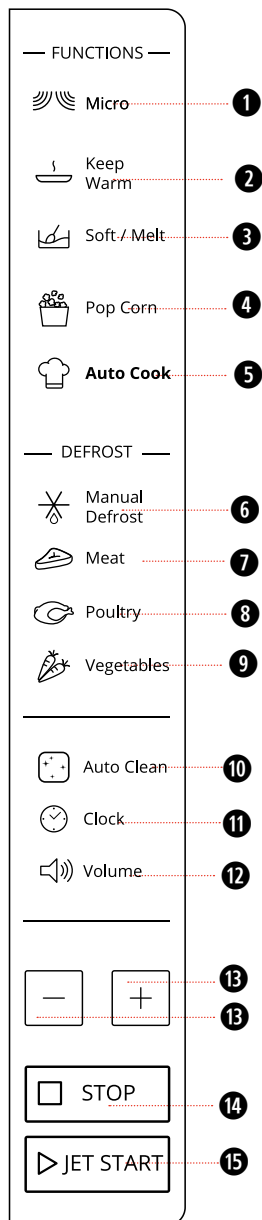 FUNCTIONS
Micro 1
Keep
Warm 2
Soft / Melt 3
Pop Corn 4
Auto Cook 5
DEFROST
Manual
Defrost 6
Meat 7
Poultry 8
Vegetables 9
Auto Clean 10
Clock 11
Volume 12
− + 13
13
STOP 14
JET START 15